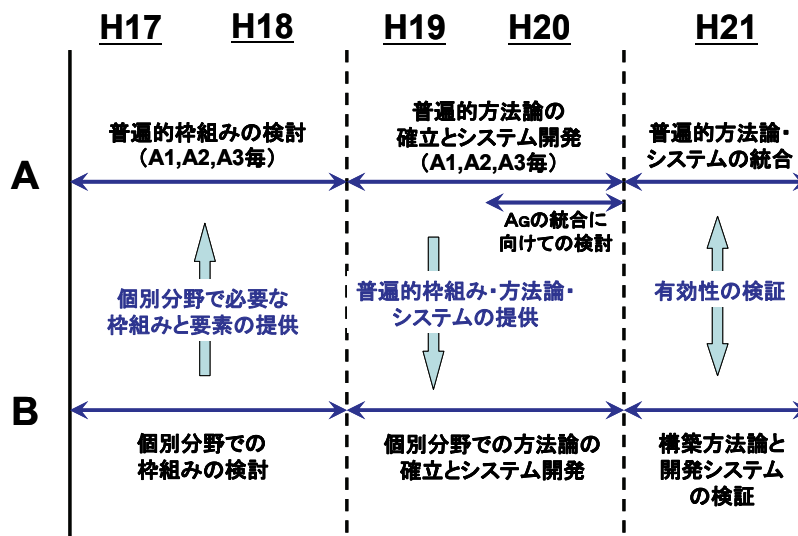 H17 H18 H19 H20 H21
普遍的枠組みの検討
（A1,A2,A3毎）
普遍的方法論の
確立とシステム開発
（A1,A2,A3毎）
普遍的方法論・
システムの統合
A
AGの統合に
向けての検討
個別分野で必要な
枠組みと要素の提供
普遍的枠組み・方法論・
システムの提供
有効性の検証
B
個別分野での
枠組みの検討
個別分野での方法論の
確立とシステム開発
構築方法論と
開発システム
の検証